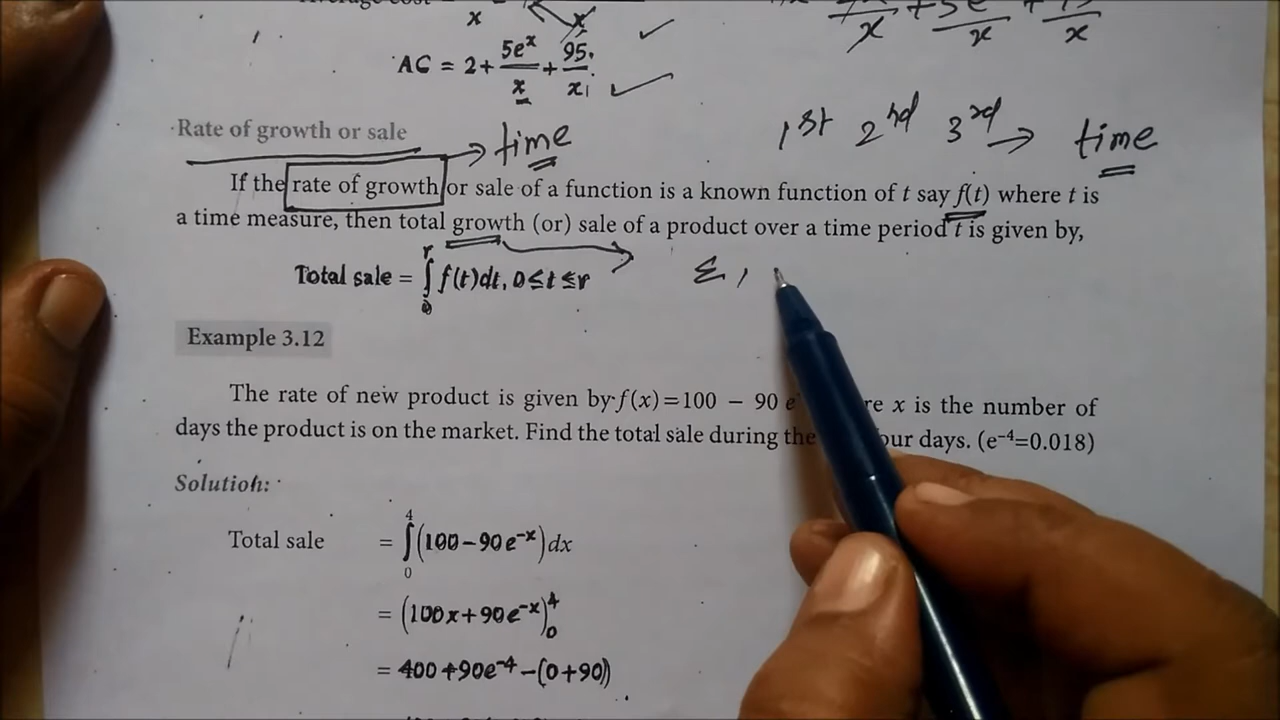 x x
AC = 2 + 5eˣ/x + 95/x
x + 5e/x + /x
Rate of growth or sale → time
1st 2nd 3rd → time
If the rate of growth or sale of a function is a known function of t say f(t) where t is
a time measure, then total growth (or) sale of a product over a time period t is given by,
Total sale = ∫₀ʳ f(t)dt, 0≤t≤r
Σ,
Example 3.12
The rate of new product is given by f(x)=100 − 90 e x is the number of
days the product is on the market. Find the total sale during the days. (e⁻⁴=0.018)
Solution:
Total sale = ∫₀⁴ (100−90e⁻ˣ)dx
= (100x+90e⁻ˣ)₀⁴
= 400+90e⁻⁴ −(0+90)